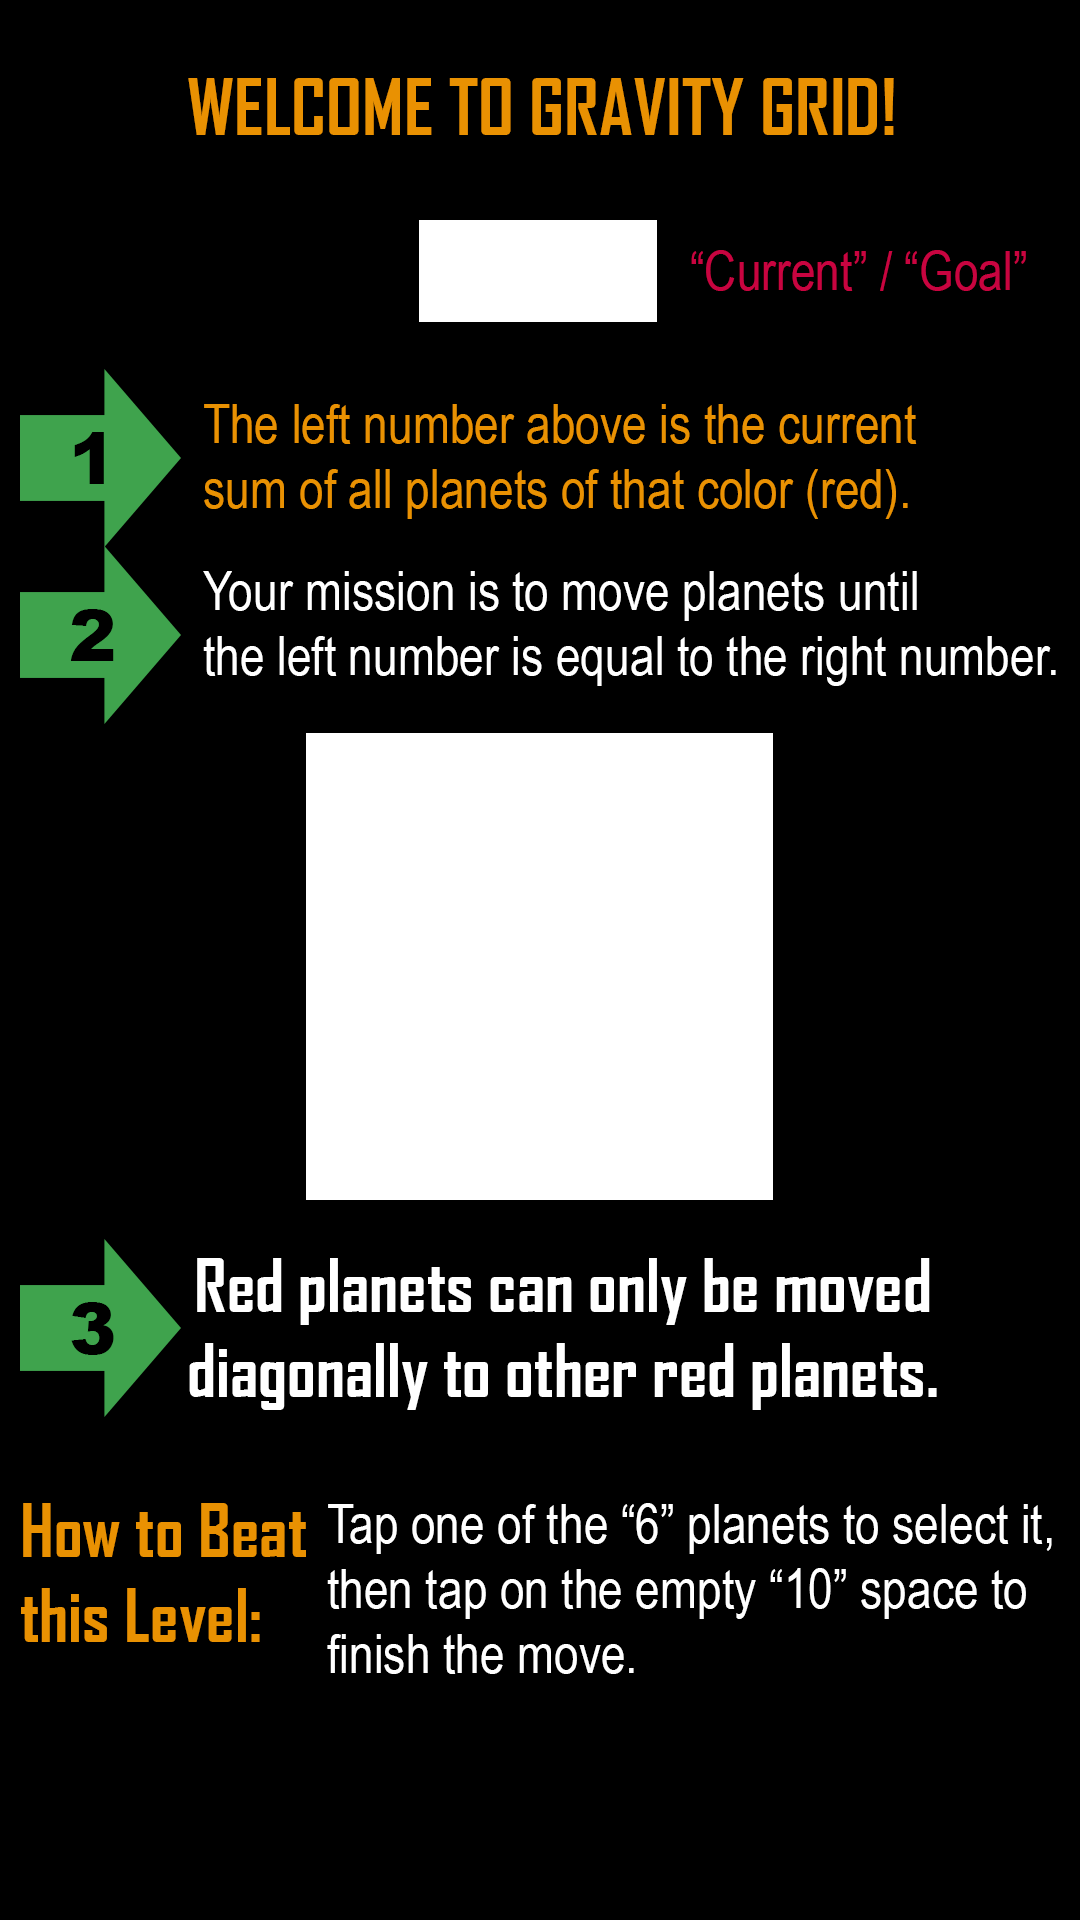 WELCOME TO GRAVITY GRID!
“Current” / “Goal”
1
The left number above is the current
sum of all planets of that color (red).
2
Your mission is to move planets until
the left number is equal to the right number.
3
Red planets can only be moved
diagonally to other red planets.
How to Beat
this Level:
Tap one of the “6” planets to select it,
then tap on the empty “10” space to
finish the move.